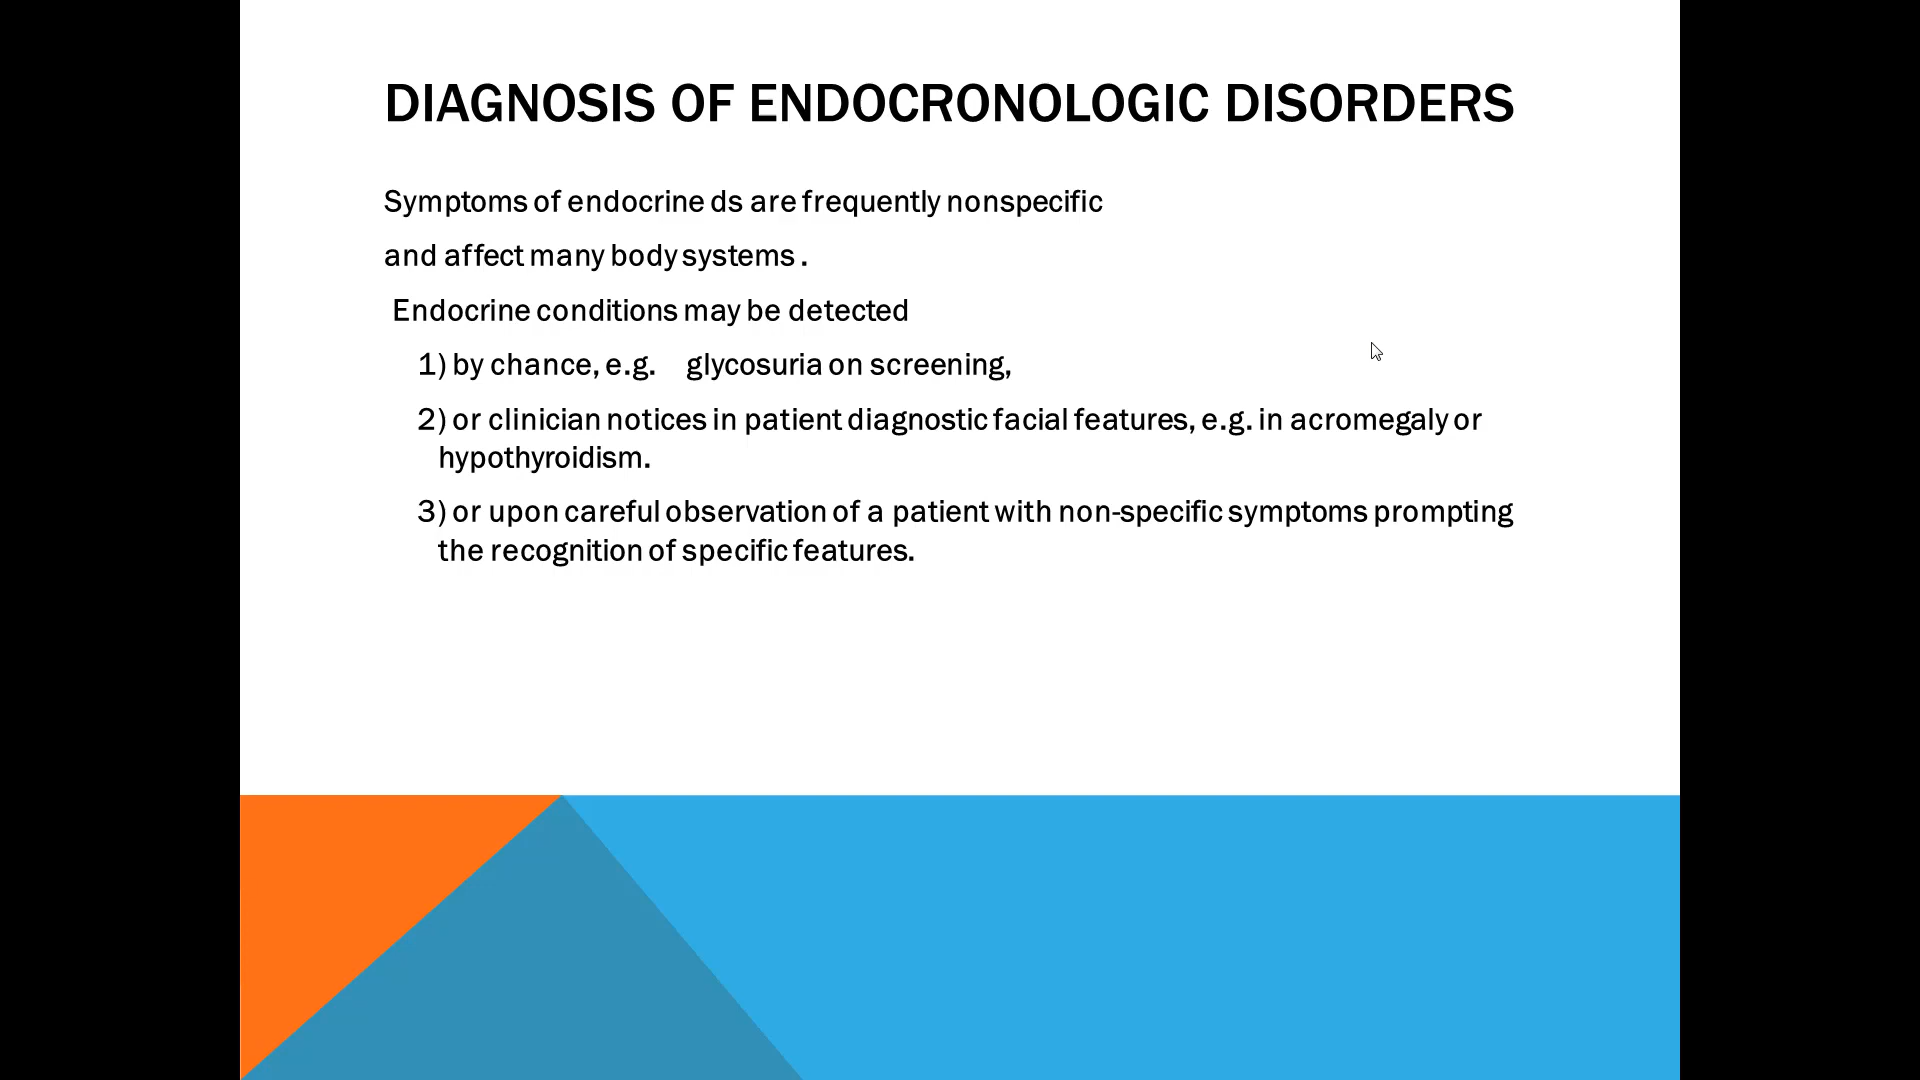 DIAGNOSIS OF ENDOCRONOLOGIC DISORDERS
Symptoms of endocrine ds are frequently nonspecific
and affect many body systems .
Endocrine conditions may be detected
1) by chance, e.g. glycosuria on screening,
2) or clinician notices in patient diagnostic facial features, e.g. in acromegaly or
hypothyroidism.
3) or upon careful observation of a patient with non-specific symptoms prompting
the recognition of specific features.